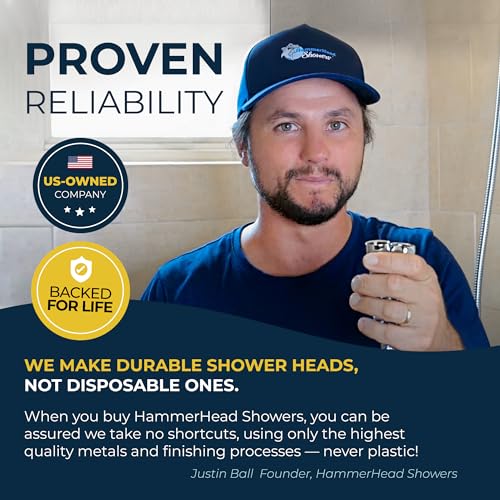 PROVEN
RELIABILITY
HammerHead
Showers
US-OWNED
COMPANY
BACKED
FOR LIFE
WE MAKE DURABLE SHOWER HEADS,
NOT DISPOSABLE ONES.
When you buy HammerHead Showers, you can be
assured we take no shortcuts, using only the highest
quality metals and finishing processes — never plastic!
Justin Ball Founder, HammerHead Showers